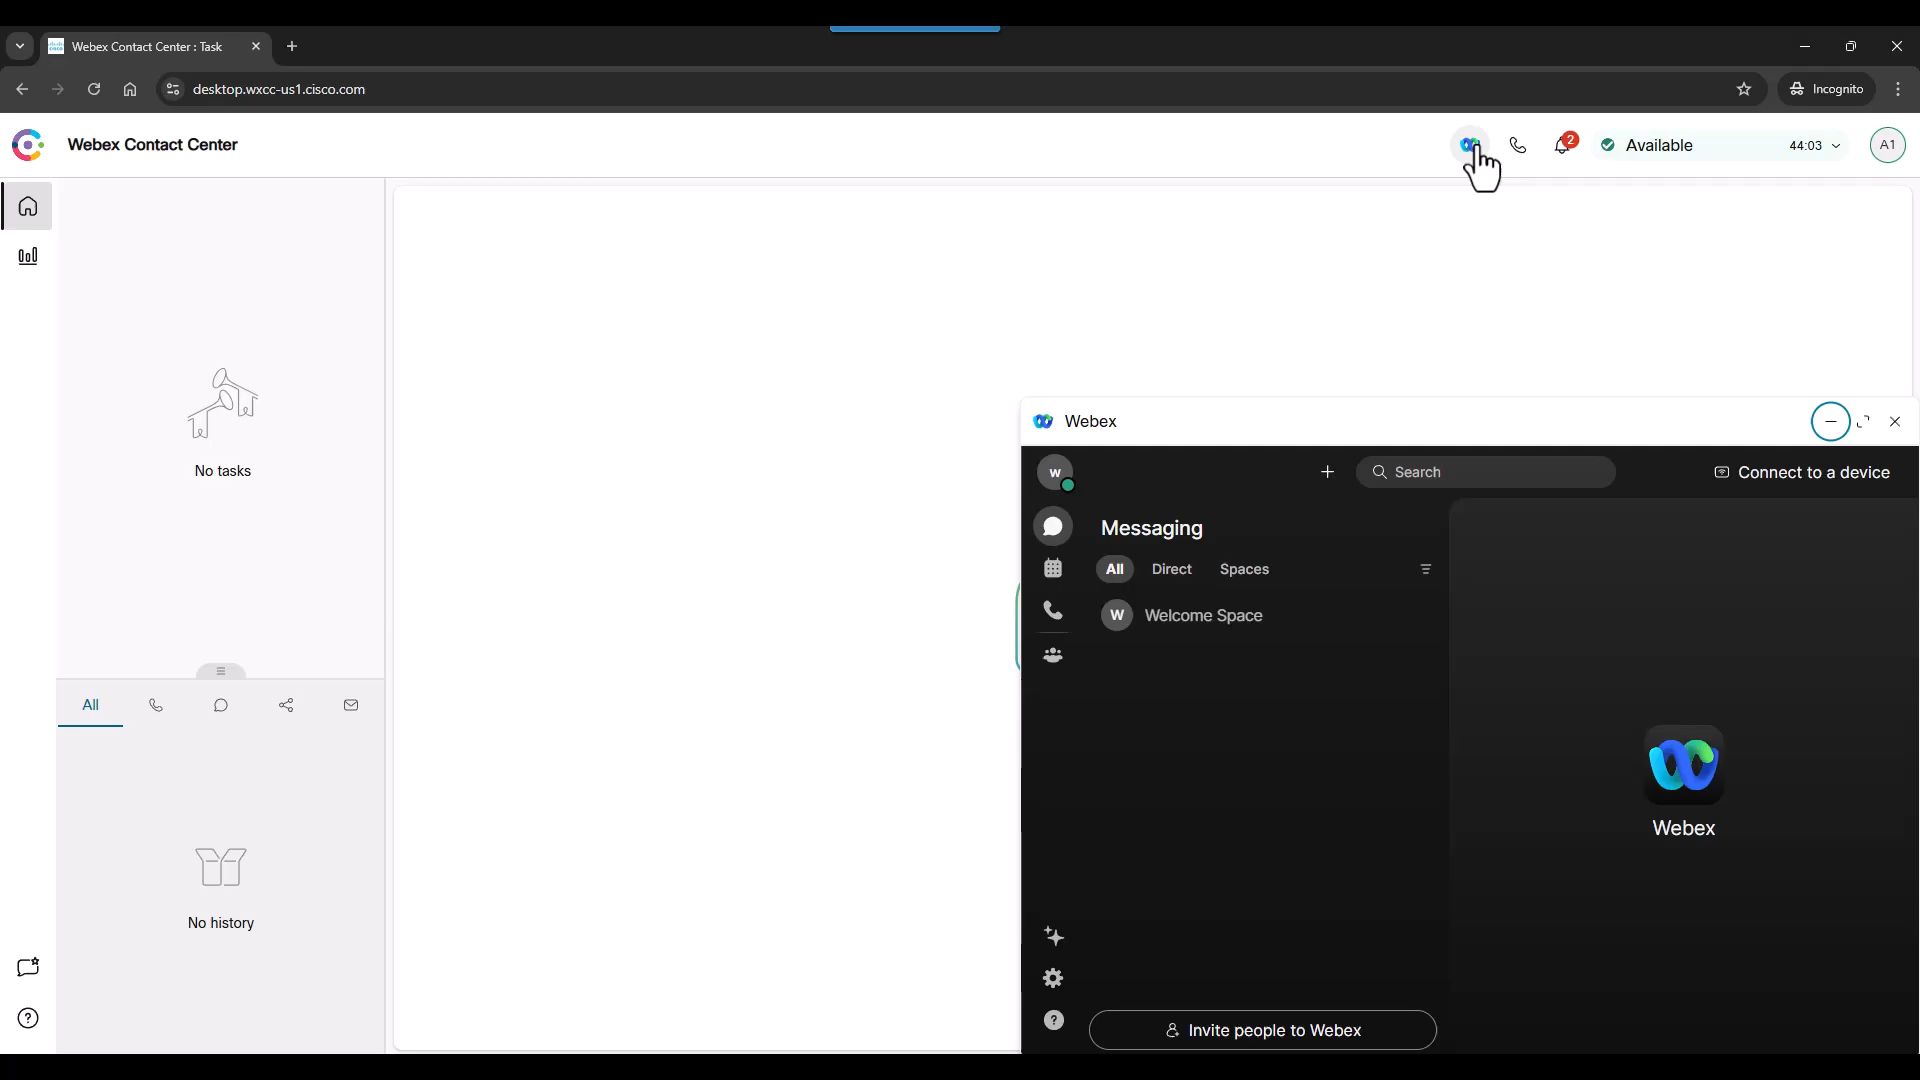 Webex Contact Center : Task
desktop.wxcc-us1.cisco.com
Incognito
Webex Contact Center
2
Available
44:03
A1
No tasks
Webex
w
Search
Connect to a device
Messaging
All
Direct
Spaces
W
Welcome Space
All
Webex
No history
Invite people to Webex